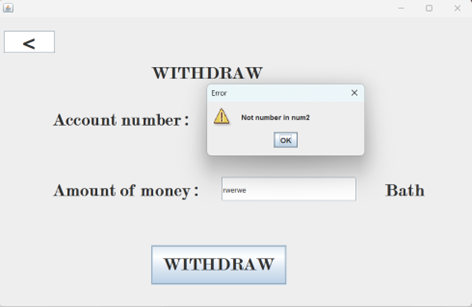 <
WITHDRAW
Error
Account number :
Not number in num2
OK
Amount of money :
rwerwe
Bath
WITHDRAW